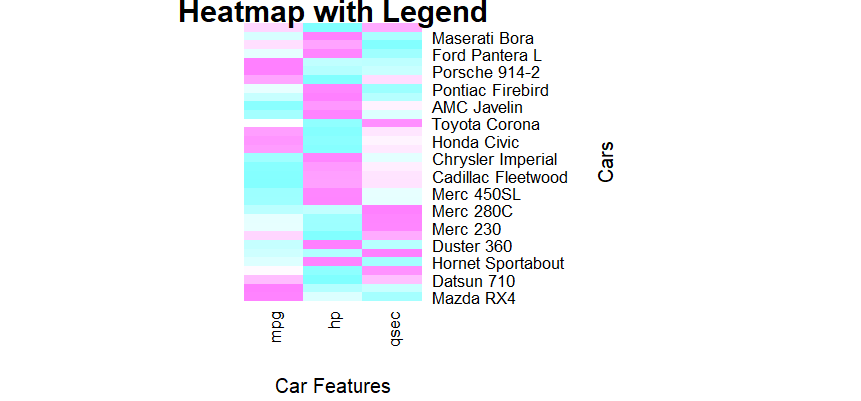 Heatmap with Legend
Maserati Bora
Ford Pantera L
Porsche 914-2
Pontiac Firebird
AMC Javelin
Toyota Corona
Honda Civic
Chrysler Imperial
Cadillac Fleetwood
Merc 450SL
Merc 280C
Merc 230
Duster 360
Hornet Sportabout
Datsun 710
Mazda RX4
Cars
mpg
hp
qsec
Car Features